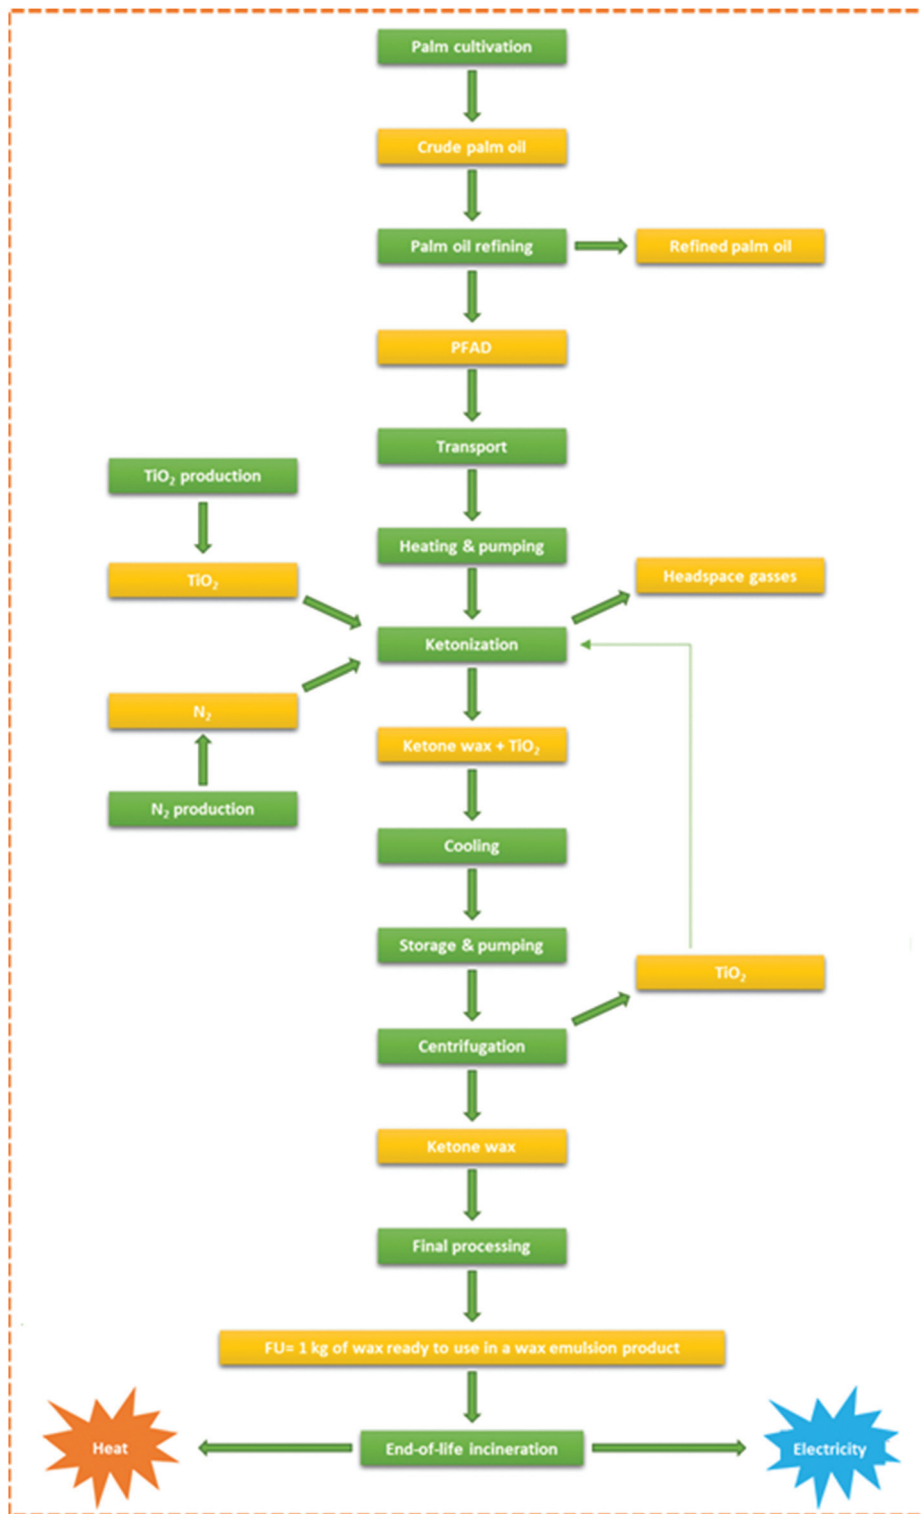 Palm cultivation
Crude palm oil
Palm oil refining
Refined palm oil
PFAD
Transport
TiO₂ production
Heating & pumping
TiO₂
Headspace gasses
Ketonization
N₂
Ketone wax + TiO₂
N₂ production
Cooling
Storage & pumping
TiO₂
Centrifugation
Ketone wax
Final processing
FU= 1 kg of wax ready to use in a wax emulsion product
Heat
End-of-life incineration
Electricity